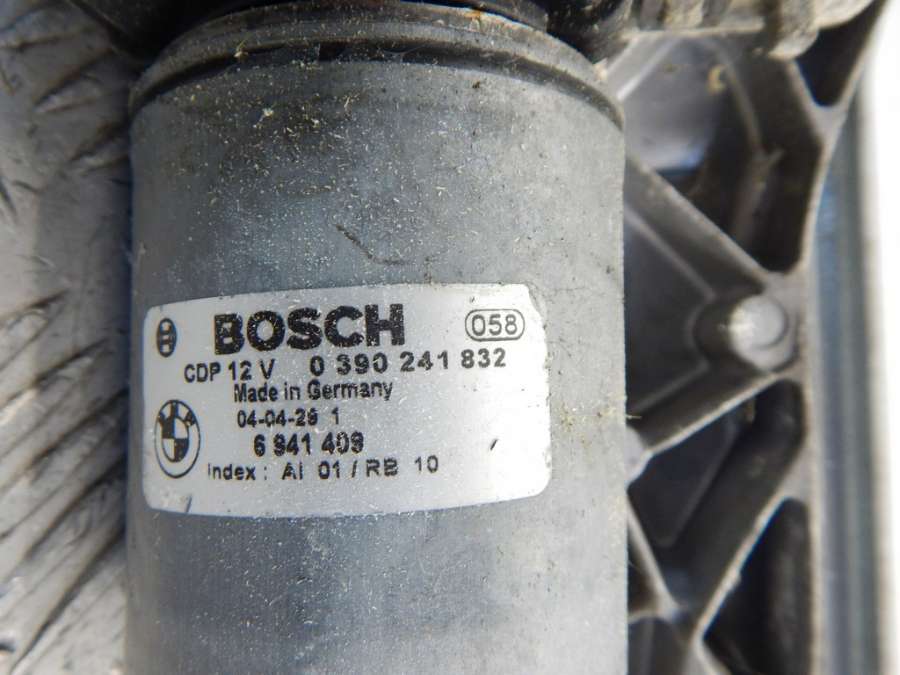 BOSCH 058
CDP 12 V 0 390 241 832
Made in Germany
04-04-29 1
6 941 409
Index: AI 01 / RB 10